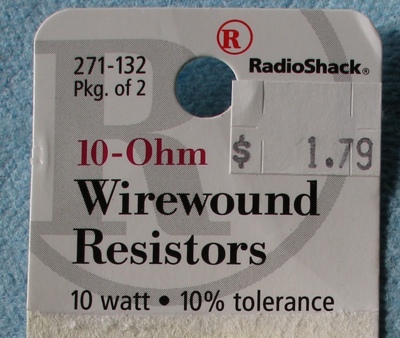 R
RadioShack®
271-132
Pkg. of 2
$ 1.79
10-Ohm
Wirewound
Resistors
10 watt • 10% tolerance